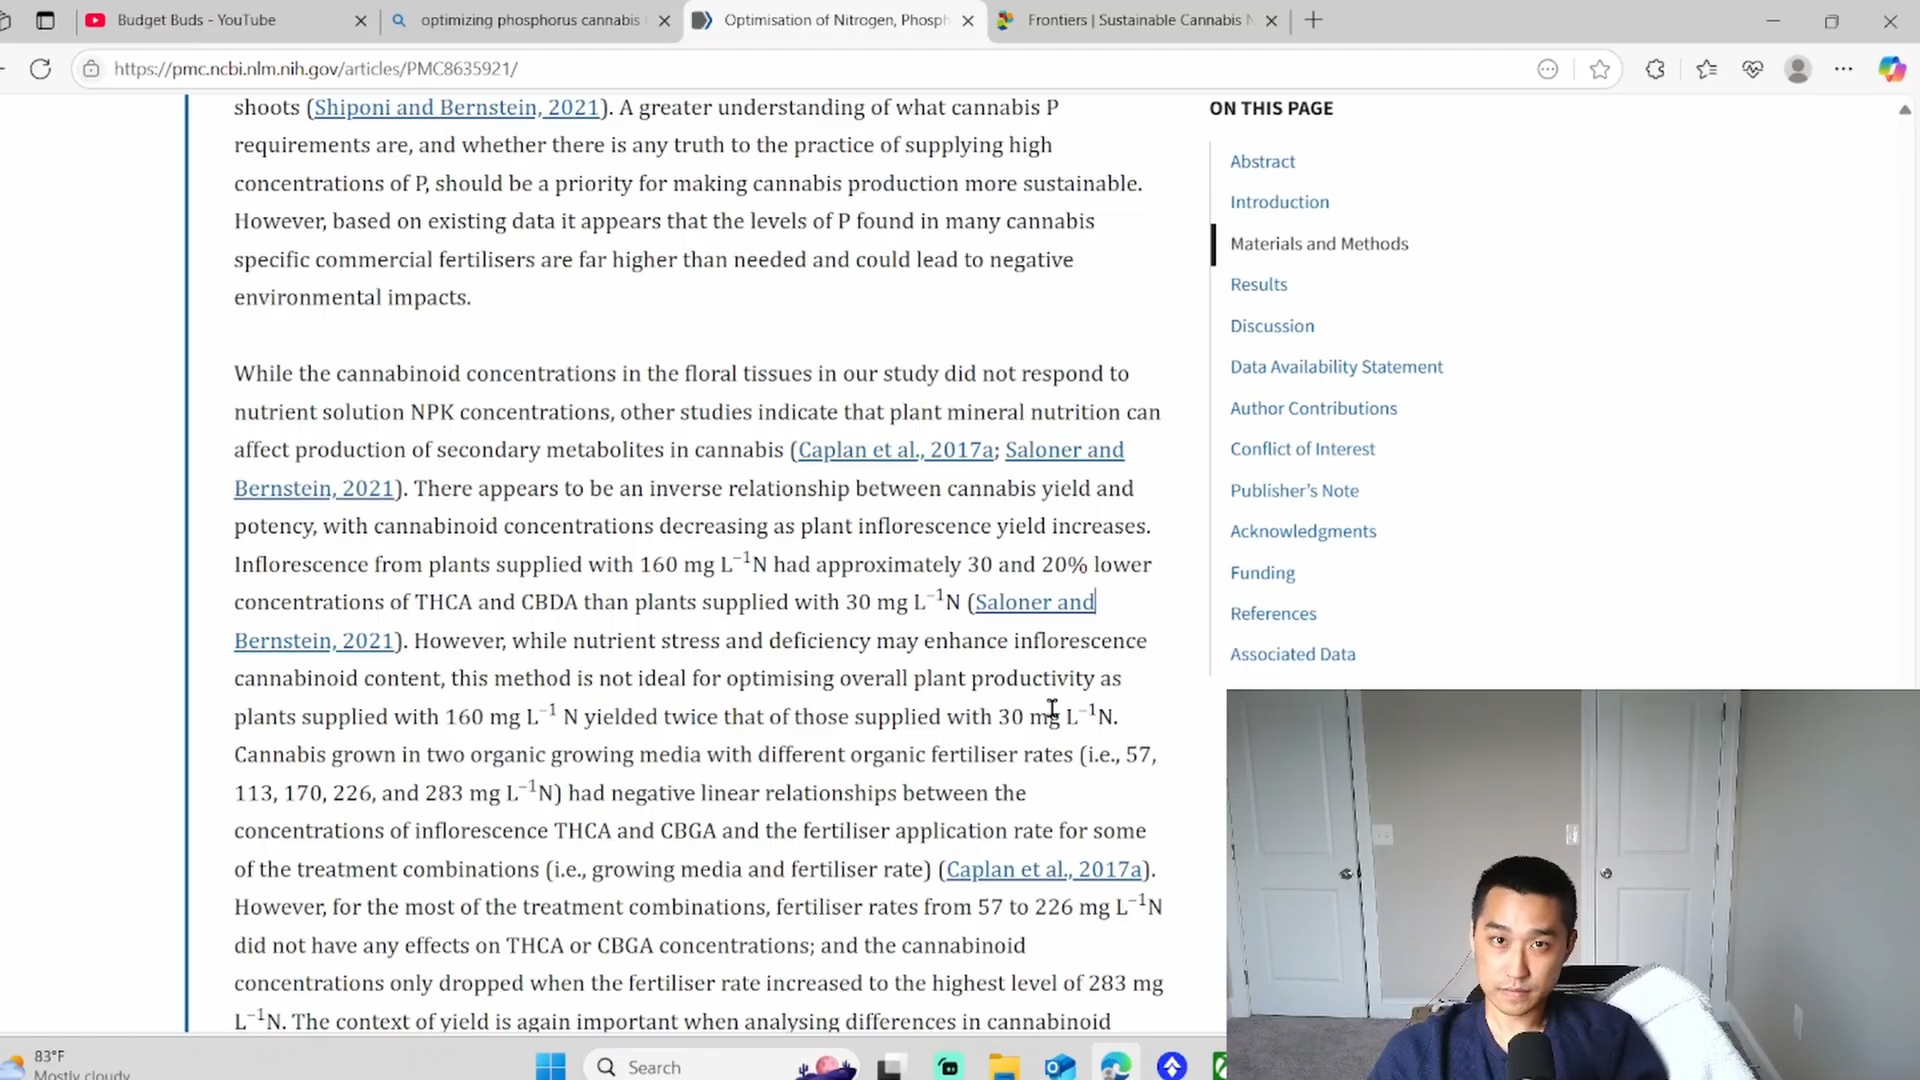 Budget Buds - YouTube
optimizing phosphorus cannabis
Optimisation of Nitrogen, Phosph
Frontiers | Sustainable Cannabis N
https://pmc.ncbi.nlm.nih.gov/articles/PMC8635921/
shoots (Shiponi and Bernstein, 2021). A greater understanding of what cannabis P
requirements are, and whether there is any truth to the practice of supplying high
concentrations of P, should be a priority for making cannabis production more sustainable.
However, based on existing data it appears that the levels of P found in many cannabis
specific commercial fertilisers are far higher than needed and could lead to negative
environmental impacts.
While the cannabinoid concentrations in the floral tissues in our study did not respond to
nutrient solution NPK concentrations, other studies indicate that plant mineral nutrition can
affect production of secondary metabolites in cannabis (Caplan et al., 2017a; Saloner and
Bernstein, 2021). There appears to be an inverse relationship between cannabis yield and
potency, with cannabinoid concentrations decreasing as plant inflorescence yield increases.
Inflorescence from plants supplied with 160 mg L⁻¹N had approximately 30 and 20% lower
concentrations of THCA and CBDA than plants supplied with 30 mg L⁻¹N (Saloner and
Bernstein, 2021). However, while nutrient stress and deficiency may enhance inflorescence
cannabinoid content, this method is not ideal for optimising overall plant productivity as
plants supplied with 160 mg L⁻¹ N yielded twice that of those supplied with 30 mg L⁻¹N.
Cannabis grown in two organic growing media with different organic fertiliser rates (i.e., 57,
113, 170, 226, and 283 mg L⁻¹N) had negative linear relationships between the
concentrations of inflorescence THCA and CBGA and the fertiliser application rate for some
of the treatment combinations (i.e., growing media and fertiliser rate) (Caplan et al., 2017a).
However, for the most of the treatment combinations, fertiliser rates from 57 to 226 mg L⁻¹N
did not have any effects on THCA or CBGA concentrations; and the cannabinoid
concentrations only dropped when the fertiliser rate increased to the highest level of 283 mg
L⁻¹N. The context of yield is again important when analysing differences in cannabinoid
ON THIS PAGE
Abstract
Introduction
Materials and Methods
Results
Discussion
Data Availability Statement
Author Contributions
Conflict of Interest
Publisher's Note
Acknowledgments
Funding
References
Associated Data
83°F
Mostly cloudy
Search